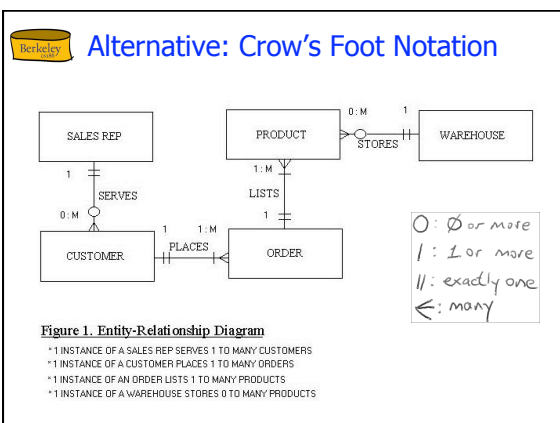 Berkeley
Alternative: Crow's Foot Notation
0:M
1
SALES REP
PRODUCT
WAREHOUSE
STORES
1
1:M
SERVES
LISTS
0:M
1
1
1:M
CUSTOMER
PLACES
ORDER
O: Ø or more
|: 1 or more
||: exactly one
<: many
Figure 1. Entity-Relationship Diagram
*1 INSTANCE OF A SALES REP SERVES 1 TO MANY CUSTOMERS
*1 INSTANCE OF A CUSTOMER PLACES 1 TO MANY ORDERS
*1 INSTANCE OF AN ORDER LISTS 1 TO MANY PRODUCTS
*1 INSTANCE OF A WAREHOUSE STORES 0 TO MANY PRODUCTS